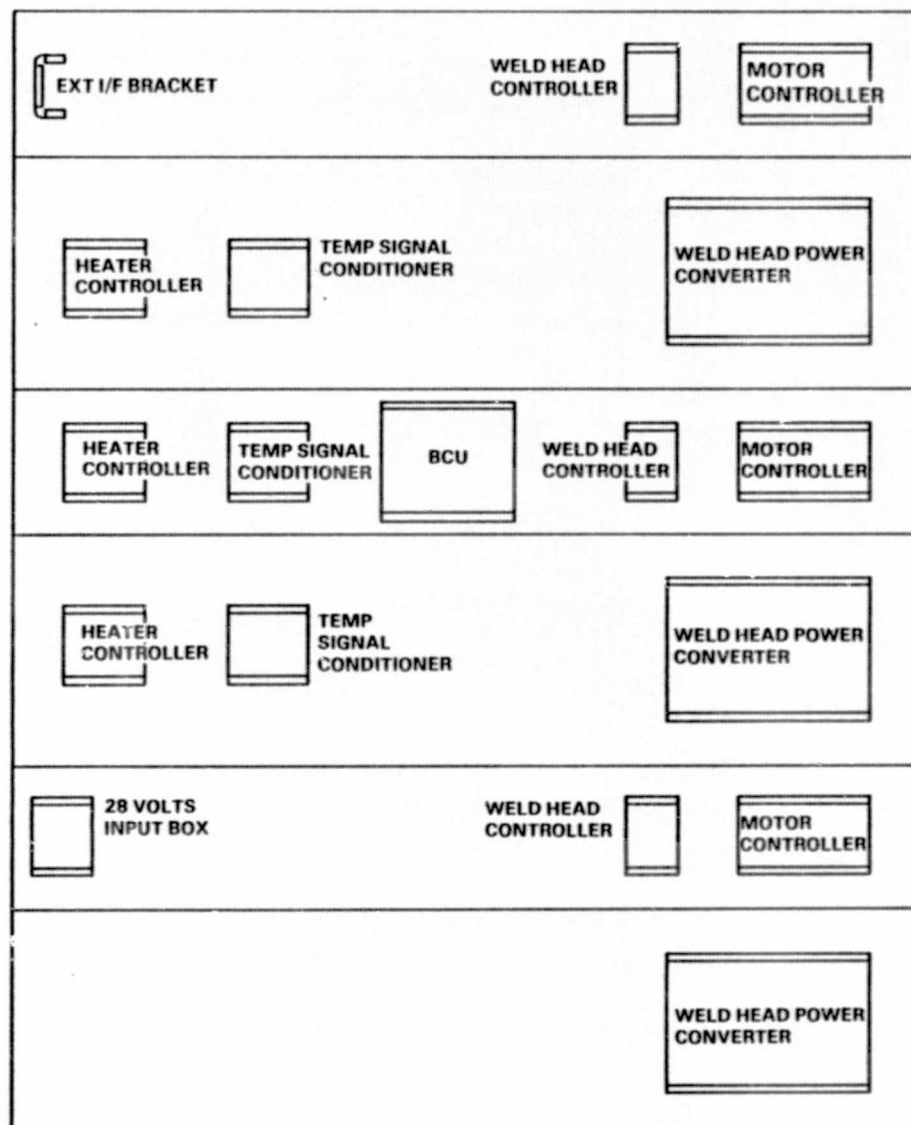 EXT I/F BRACKET
WELD HEAD
CONTROLLER
MOTOR
CONTROLLER
HEATER
CONTROLLER
TEMP SIGNAL
CONDITIONER
WELD HEAD POWER
CONVERTER
HEATER
CONTROLLER
TEMP SIGNAL
CONDITIONER
BCU
WELD HEAD
CONTROLLER
MOTOR
CONTROLLER
HEATER
CONTROLLER
TEMP
SIGNAL
CONDITIONER
WELD HEAD POWER
CONVERTER
28 VOLTS
INPUT BOX
WELD HEAD
CONTROLLER
MOTOR
CONTROLLER
WELD HEAD POWER
CONVERTER